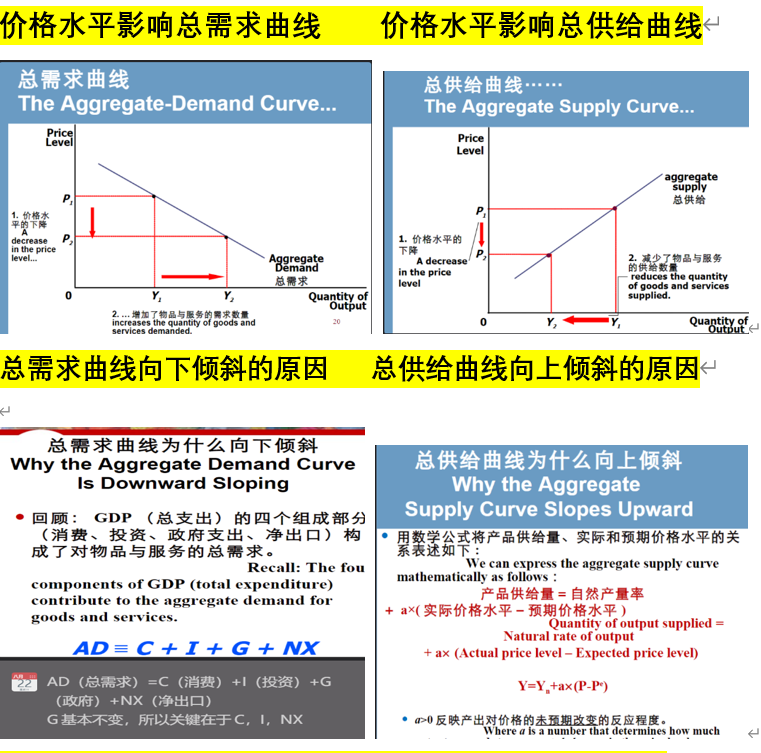 价格水平影响总需求曲线 价格水平影响总供给曲线
总需求曲线
The Aggregate-Demand Curve...
Price
Level
P1
P2
1. 价格水
平的下降
A
decrease
in the price
level...
Aggregate
Demand
总需求
0
Y1
Y2
Quantity of
Output
2. ...增加了物品与服务的需求数量
increases the quantity of goods and
services demanded.
20
总供给曲线……
The Aggregate Supply Curve...
Price
Level
aggregate
supply
总供给
P1
P2
1. 价格水平的
下降
A decrease
in the price
level
2. 减少了物品与服务
的供给数量
reduces the quantity
of goods and services
supplied.
0
Y2
Y1
Quantity of
Output
总需求曲线向下倾斜的原因 总供给曲线向上倾斜的原因
总需求曲线为什么向下倾斜
Why the Aggregate Demand Curve
Is Downward Sloping
• 回顾： GDP （总支出）的四个组成部分
（消费、投资、政府支出、净出口）构
成了对物品与服务的总需求。
Recall: The fou
components of GDP (total expenditure)
contribute to the aggregate demand for
goods and services.
AD ≡ C + I + G + NX
22
AD（总需求）=C（消费）+I（投资）+G
（政府）+NX（净出口）
G基本不变，所以关键在于C，I，NX
总供给曲线为什么向上倾斜
Why the Aggregate
Supply Curve Slopes Upward
• 用数学公式将产品供给量、实际和预期价格水平的关
系表述如下：
We can express the aggregate supply curve
mathematically as follows：
产品供给量 = 自然产量率
+ a×( 实际价格水平 – 预期价格水平 )
Quantity of output supplied =
Natural rate of output
+ a× (Actual price level – Expected price level)
Y=Yn+a×(P-Pe)
• a>0 反映产出对价格的未预期改变的反应程度。
Where a is a number that determines how much